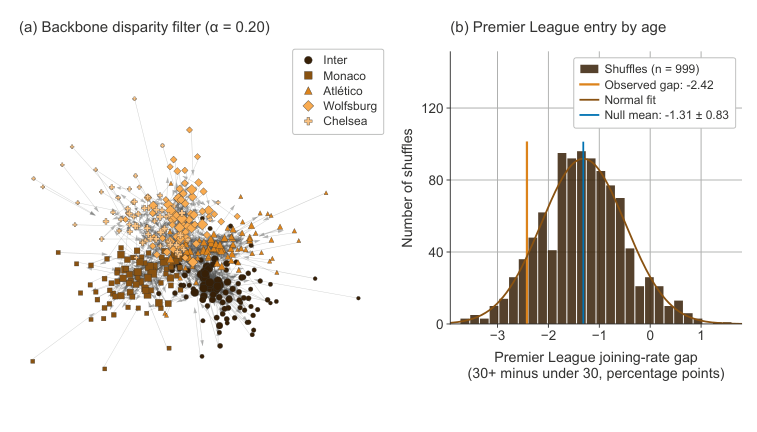 (a) Backbone disparity filter (α = 0.20)
Inter
Monaco
Atlético
Wolfsburg
Chelsea
(b) Premier League entry by age
Shuffles (n = 999)
Observed gap: -2.42
Normal fit
Null mean: -1.31 ± 0.83
Number of shuffles
120
80
40
0
−3
−2
−1
0
1
Premier League joining-rate gap
(30+ minus under 30, percentage points)